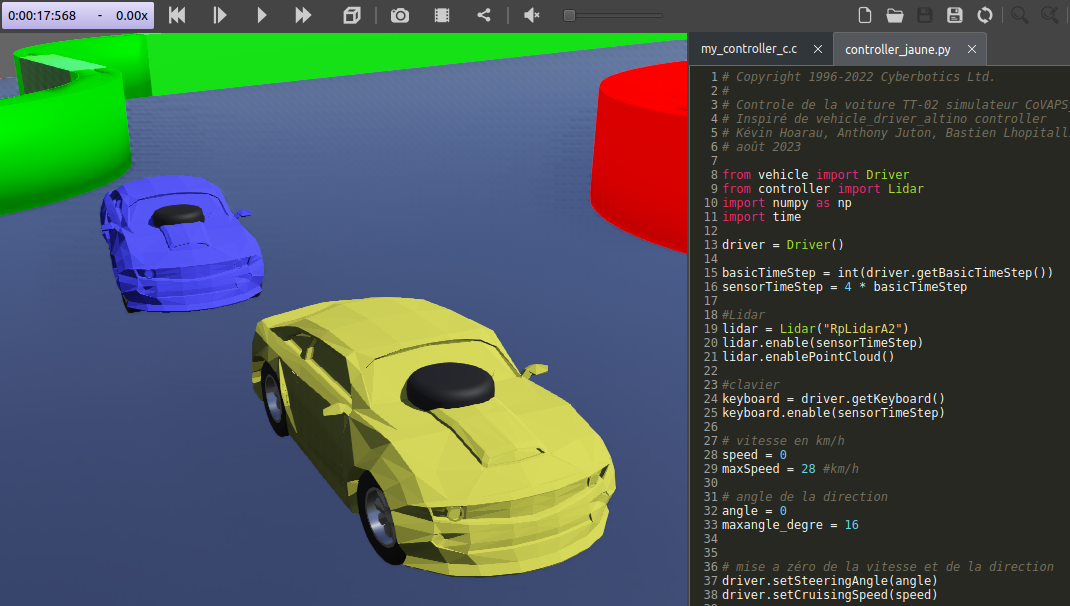 0:00:17:568 - 0.00x
my_controller_c.c controller_jaune.py
1 # Copyright 1996-2022 Cyberbotics Ltd.
2 #
3 # Controle de la voiture TT-02 simulateur CoVAPS
4 # Inspiré de vehicle_driver_altino controller
5 # Kévin Hoarau, Anthony Juton, Bastien Lhopitall
6 # août 2023
7
8 from vehicle import Driver
9 from controller import Lidar
10 import numpy as np
11 import time
12
13 driver = Driver()
14
15 basicTimeStep = int(driver.getBasicTimeStep())
16 sensorTimeStep = 4 * basicTimeStep
17
18 #Lidar
19 lidar = Lidar("RpLidarA2")
20 lidar.enable(sensorTimeStep)
21 lidar.enablePointCloud()
22
23 #clavier
24 keyboard = driver.getKeyboard()
25 keyboard.enable(sensorTimeStep)
26
27 # vitesse en km/h
28 speed = 0
29 maxSpeed = 28 #km/h
30
31 # angle de la direction
32 angle = 0
33 maxangle_degre = 16
34
35
36 # mise a zéro de la vitesse et de la direction
37 driver.setSteeringAngle(angle)
38 driver.setCruisingSpeed(speed)